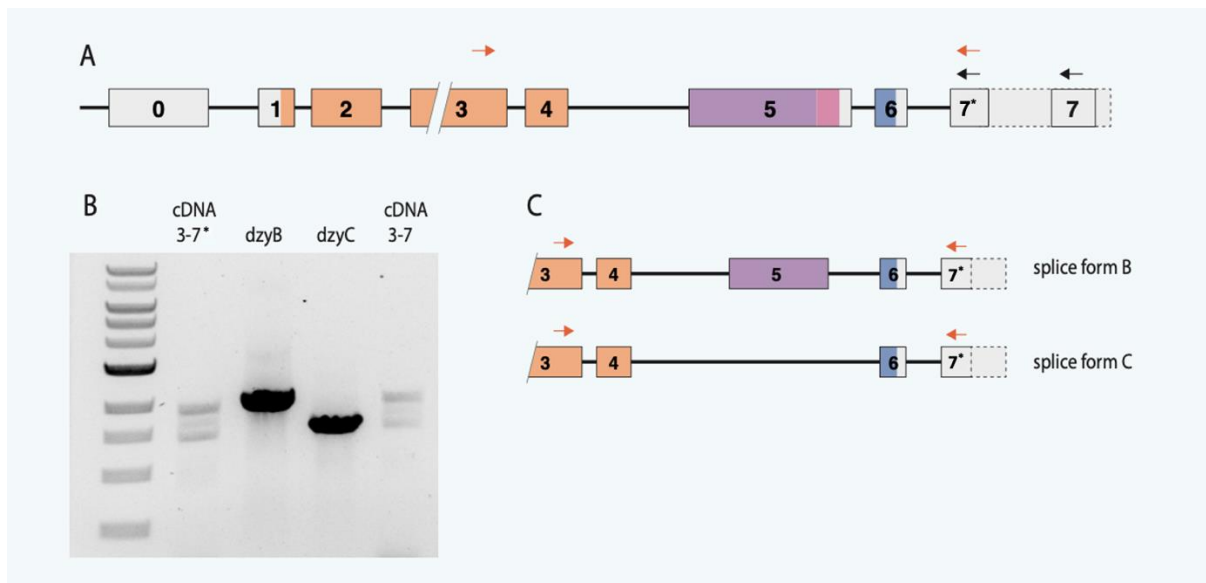 A
0 1 2 3 4 5 6 7* 7
B
cDNA
3-7*
dzyB
dzyC
cDNA
3-7
C
3 4 5 6 7* splice form B
3 4 6 7* splice form C